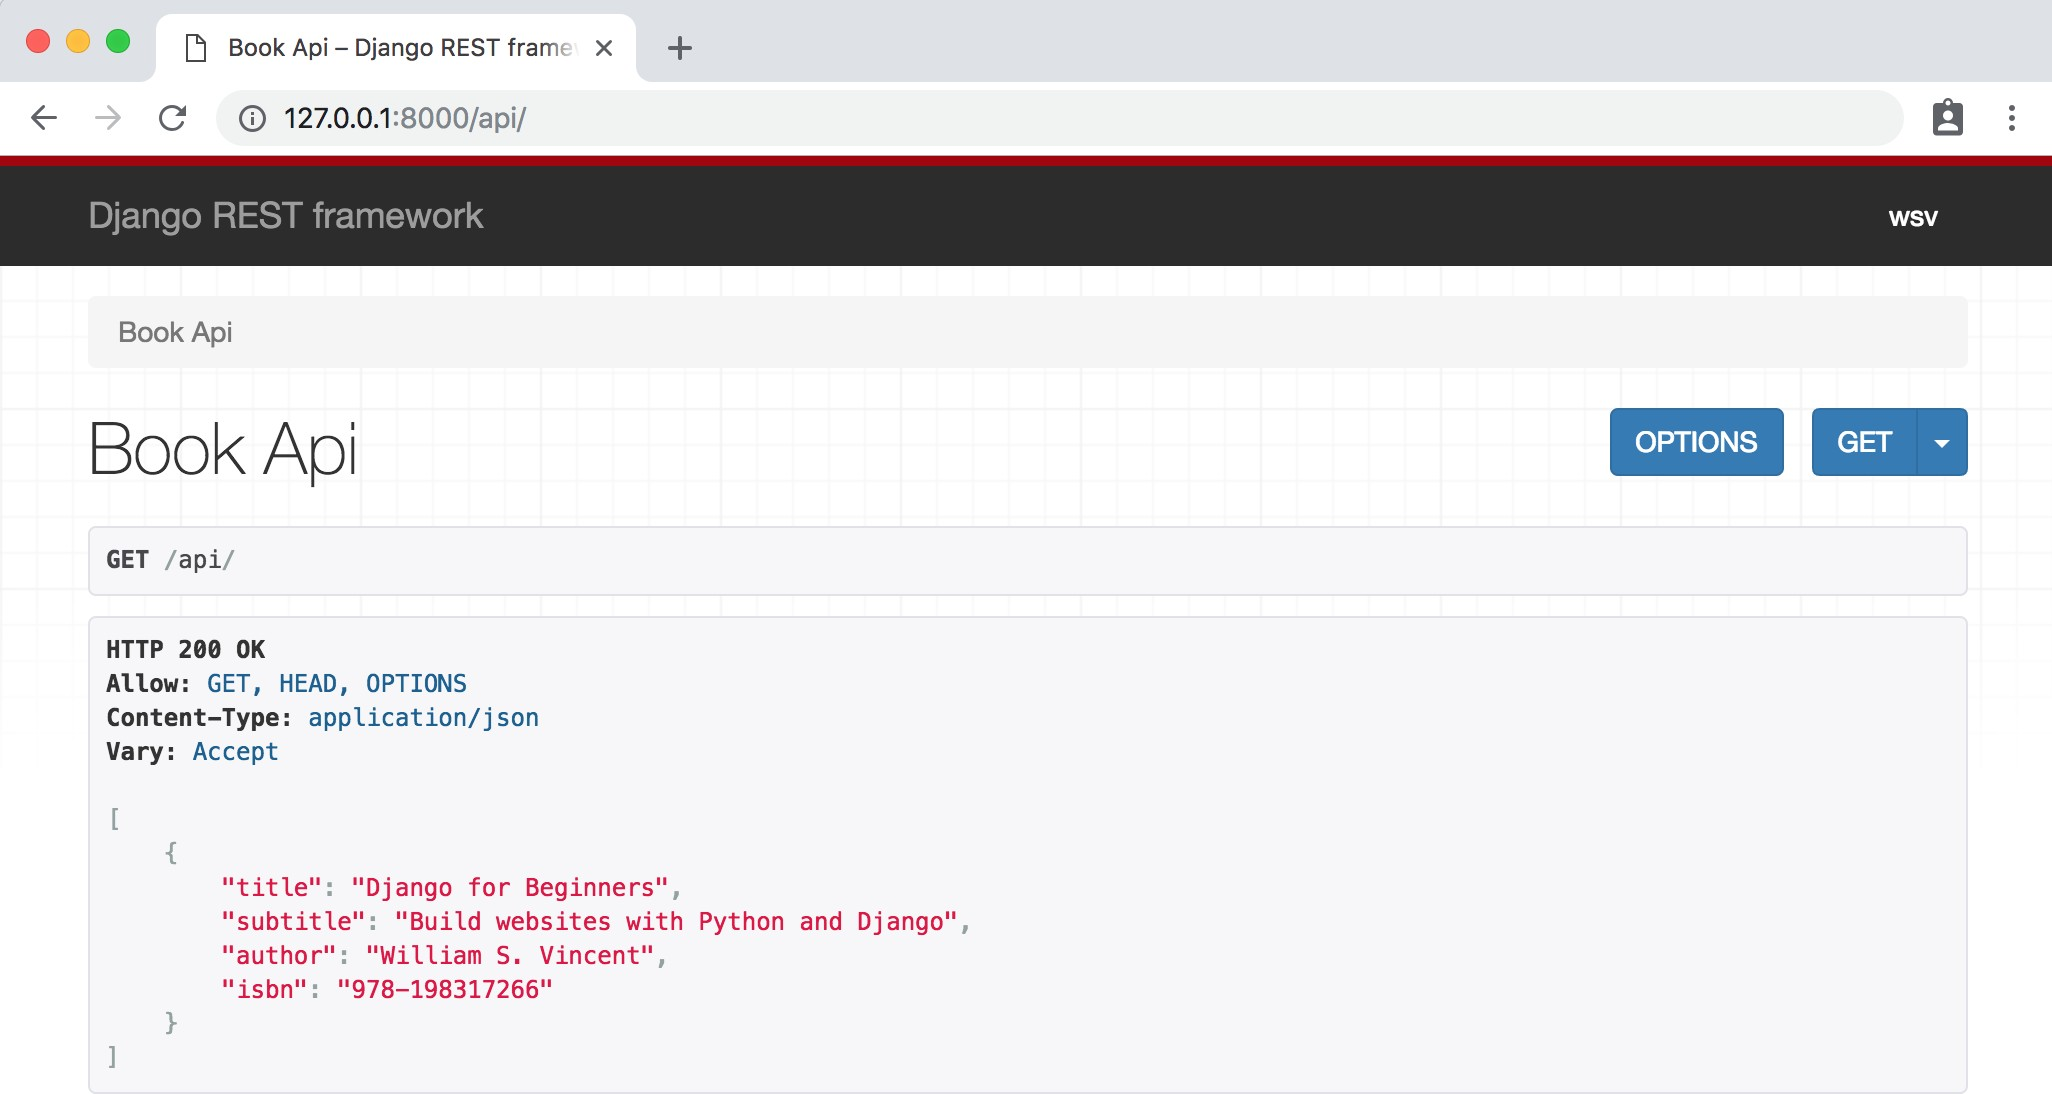 Book Api – Django REST frame
127.0.0.1:8000/api/
Django REST framework
wsv
Book Api
Book Api
OPTIONS
GET
GET /api/
HTTP 200 OK
Allow: GET, HEAD, OPTIONS
Content-Type: application/json
Vary: Accept
[
    {
        "title": "Django for Beginners",
        "subtitle": "Build websites with Python and Django",
        "author": "William S. Vincent",
        "isbn": "978-198317266"
    }
]